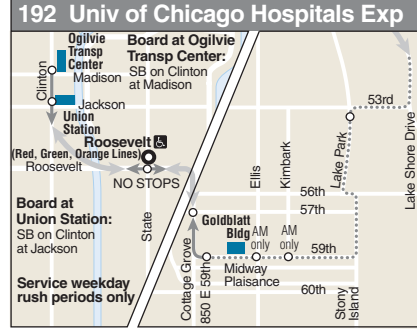 192 Univ of Chicago Hospitals Exp
Ogilvie
Transp
Center
Madison
Board at Ogilvie
Transp Center:
SB on Clinton
at Madison
Clinton
Jackson
Union
Station
Roosevelt
(Red, Green, Orange Lines)
Roosevelt
NO STOPS
State
Board at
Union Station:
SB on Clinton
at Jackson
Service weekday
rush periods only
53rd
Lake Park
Lake Shore Drive
Ellis
Kimbark
56th
57th
Goldblatt
Bldg
AM
only
AM
only
59th
Midway
Plaisance
60th
Cottage Grove
850 E 59th
Stony
Island